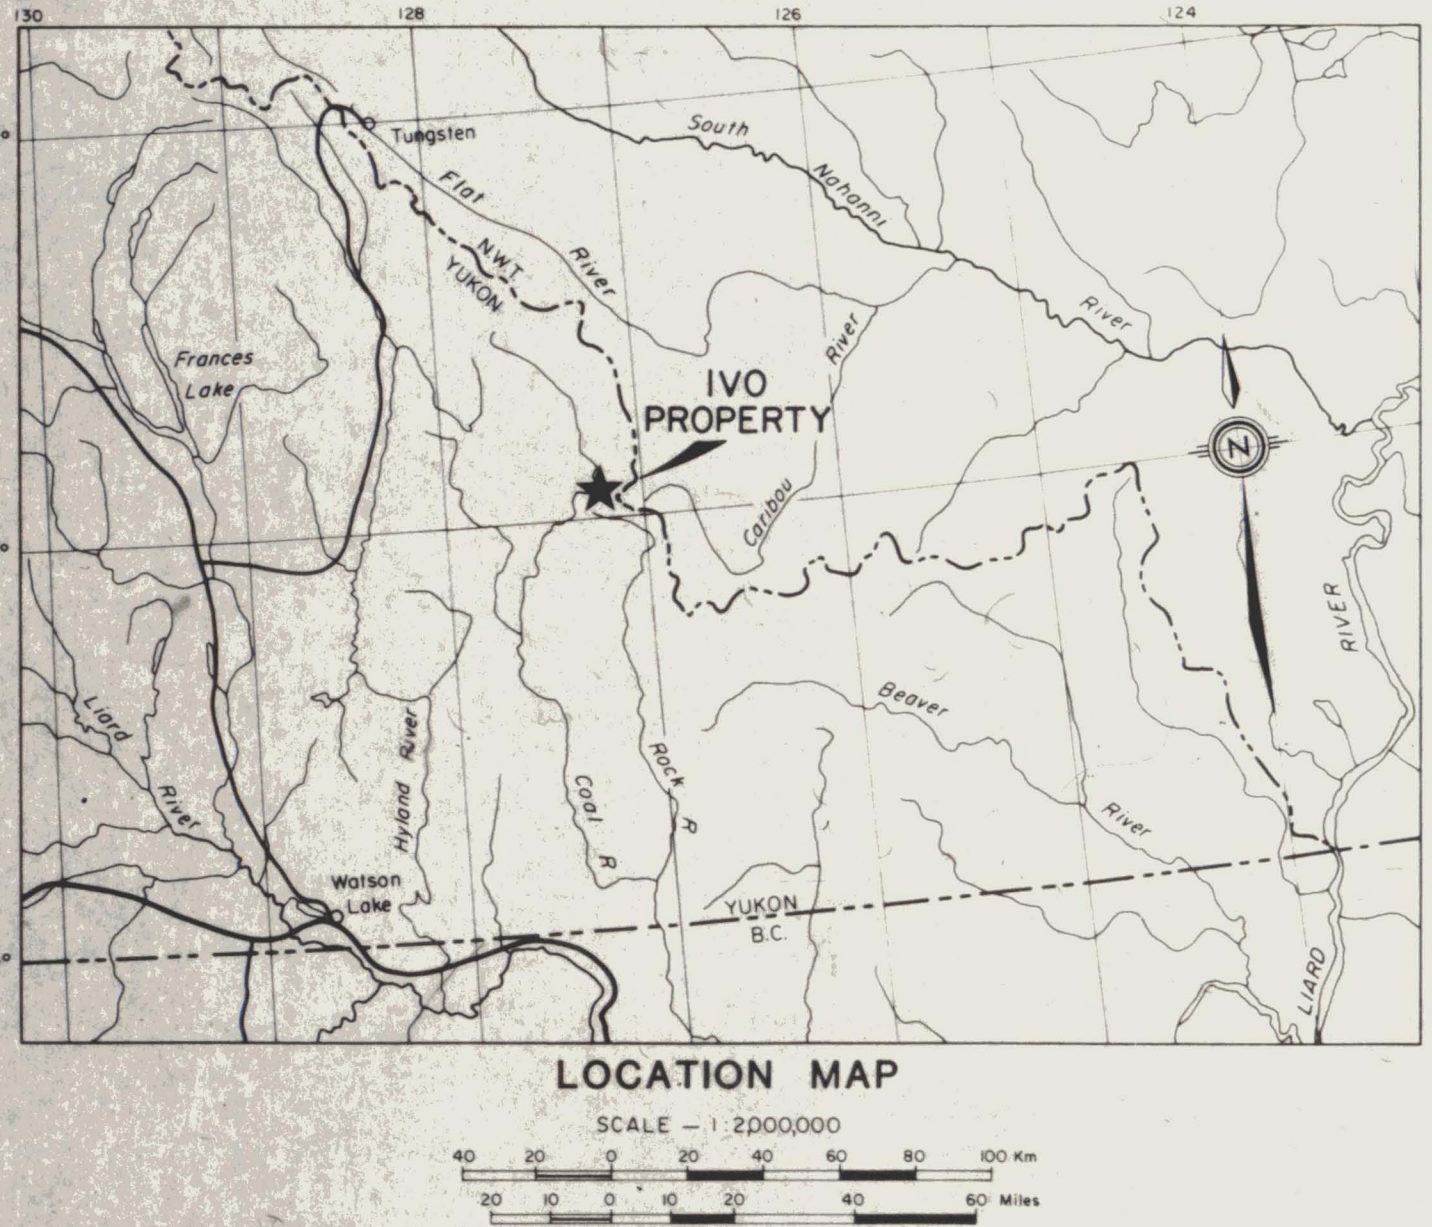 130 128 126 124
Tungsten
South
Nahanni
River
Flat
River
N.W.T.
YUKON
Frances
Lake
IVO
PROPERTY
River
Caribou
N
RIVER
LIARD
Liard
River
Hyland River
Coal R
Rock R
Beaver
River
Watson
Lake
YUKON
B.C.
LOCATION MAP
SCALE – 1:2,000,000
40 20 0 20 40 60 80 100 Km
20 10 0 10 20 40 60 Miles